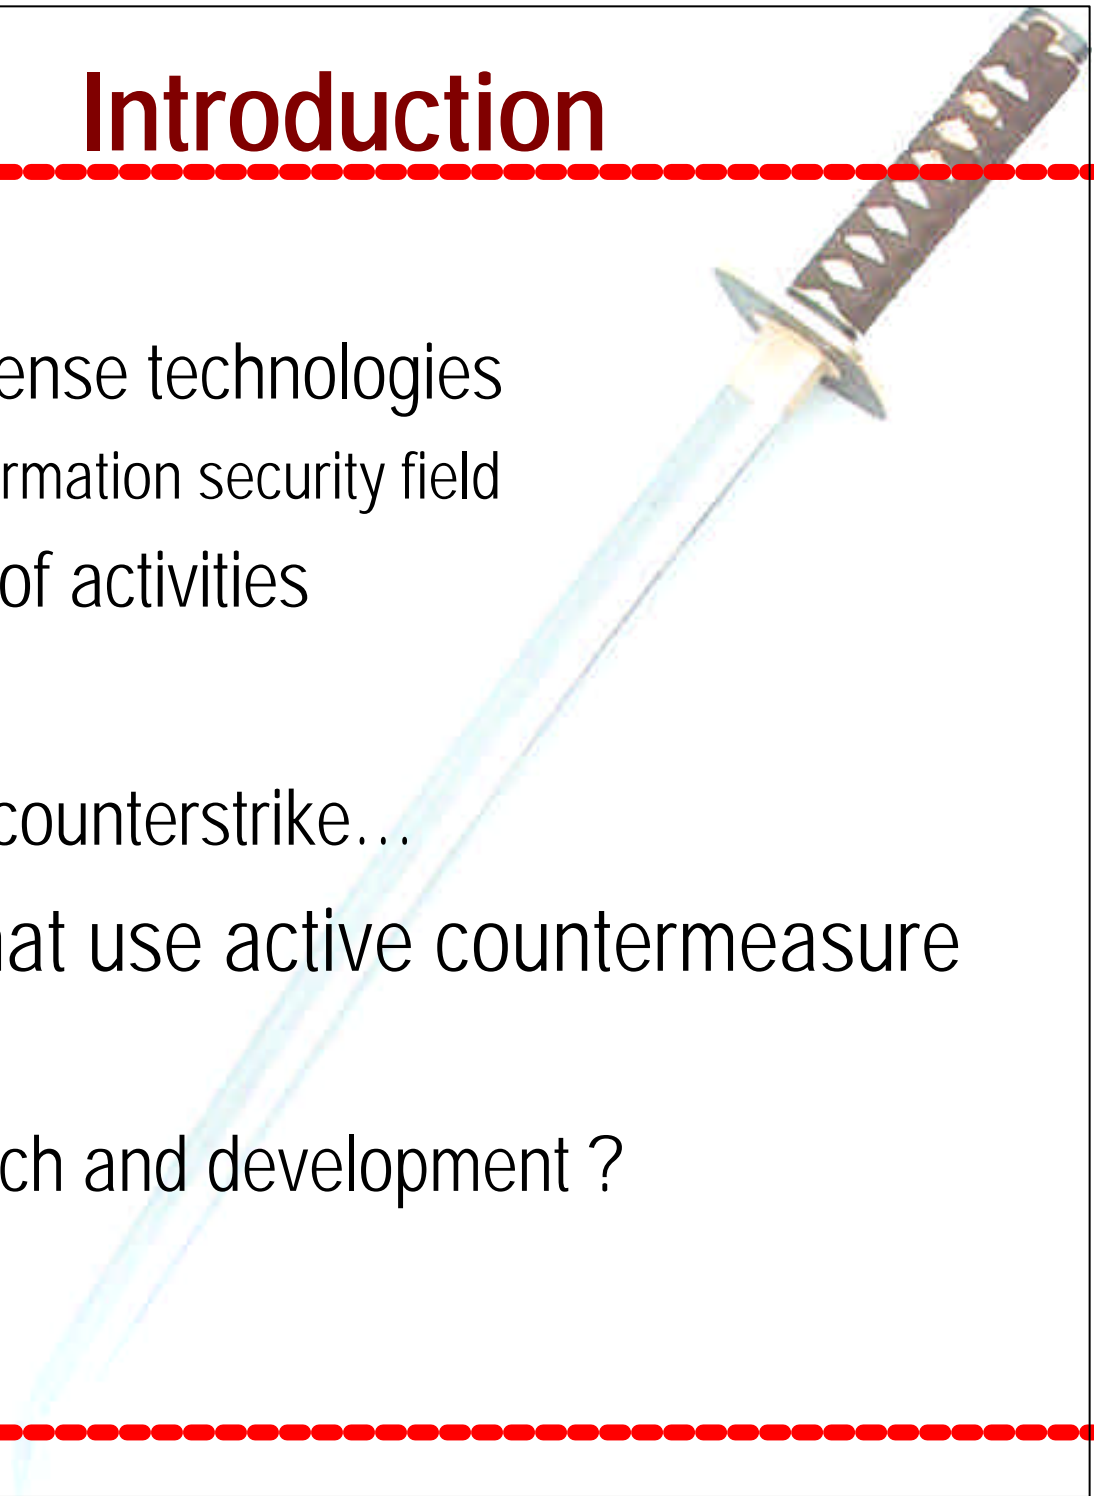 Introduction
ense technologies
rmation security field
of activities
counterstrike…
at use active countermeasure
ch and development ?